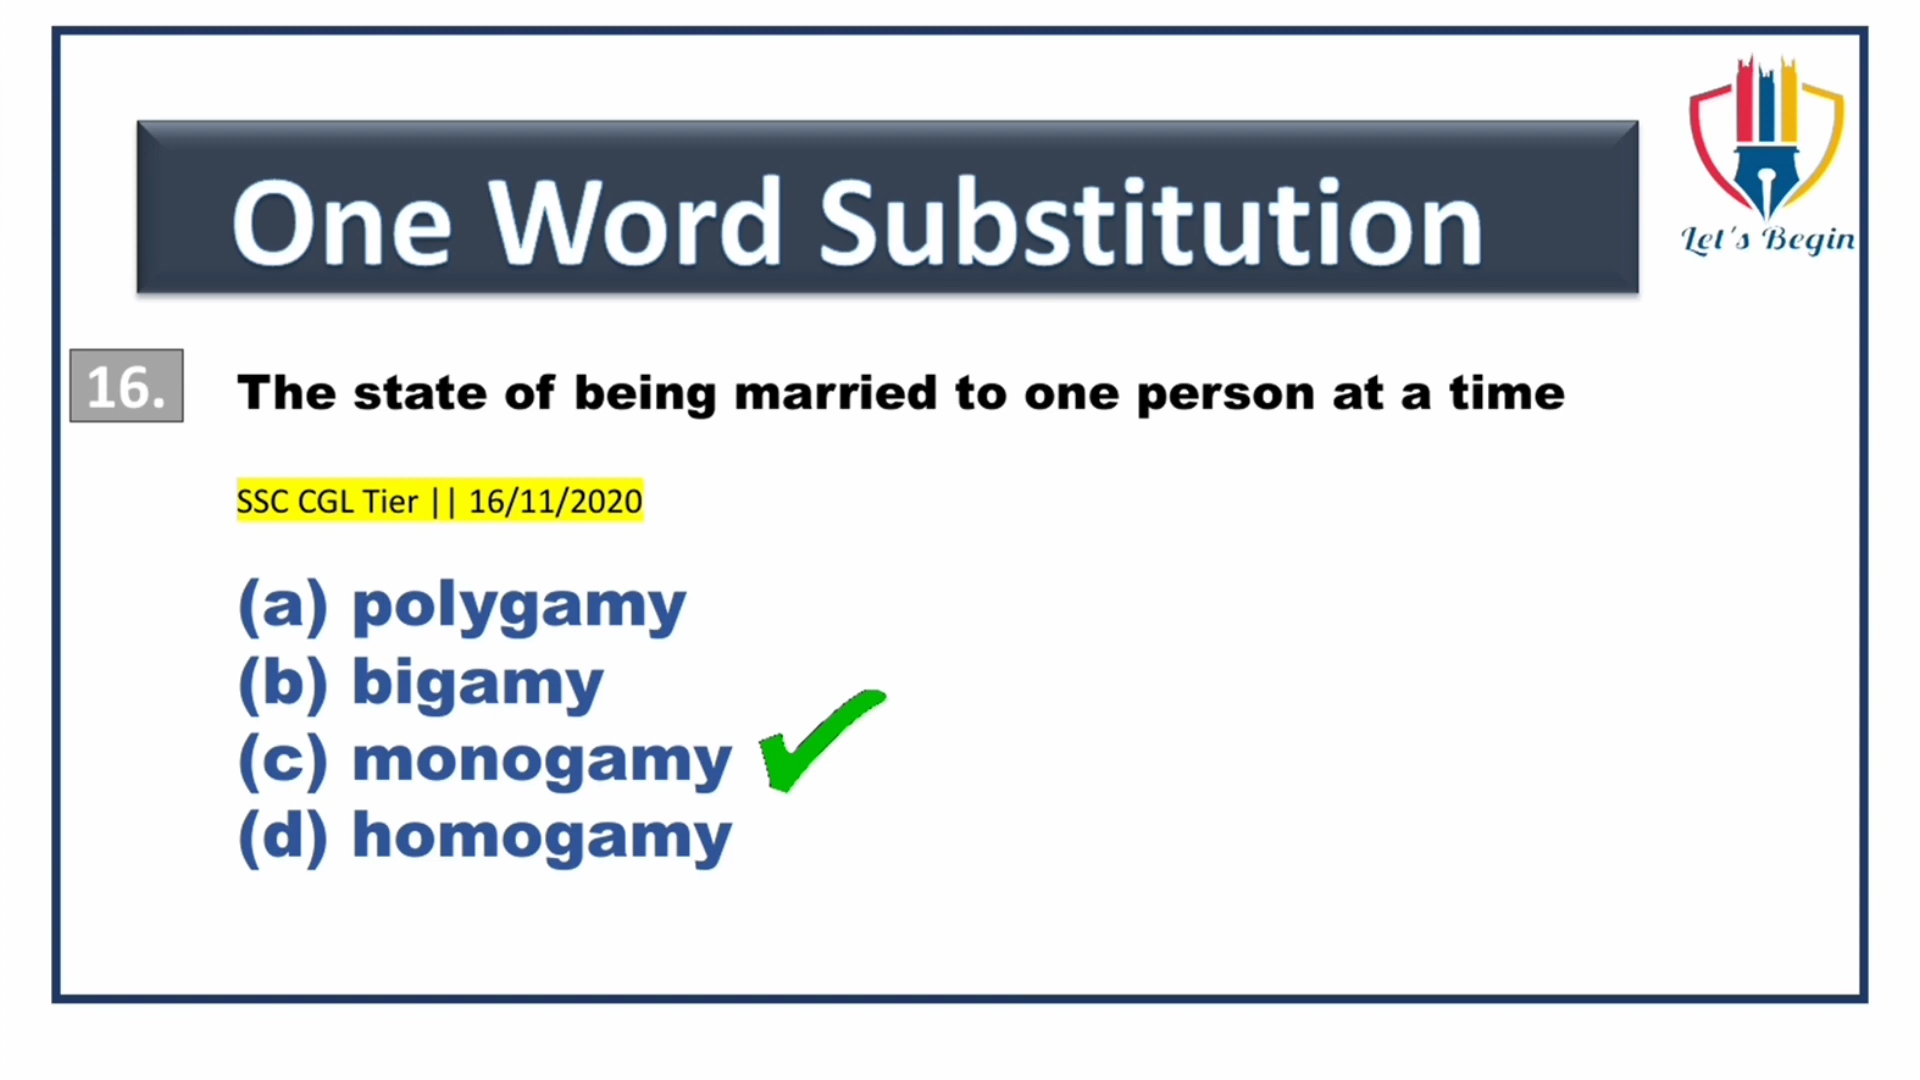 One Word Substitution
Let's Begin
16. The state of being married to one person at a time
SSC CGL Tier || 16/11/2020
(a) polygamy
(b) bigamy
(c) monogamy
(d) homogamy